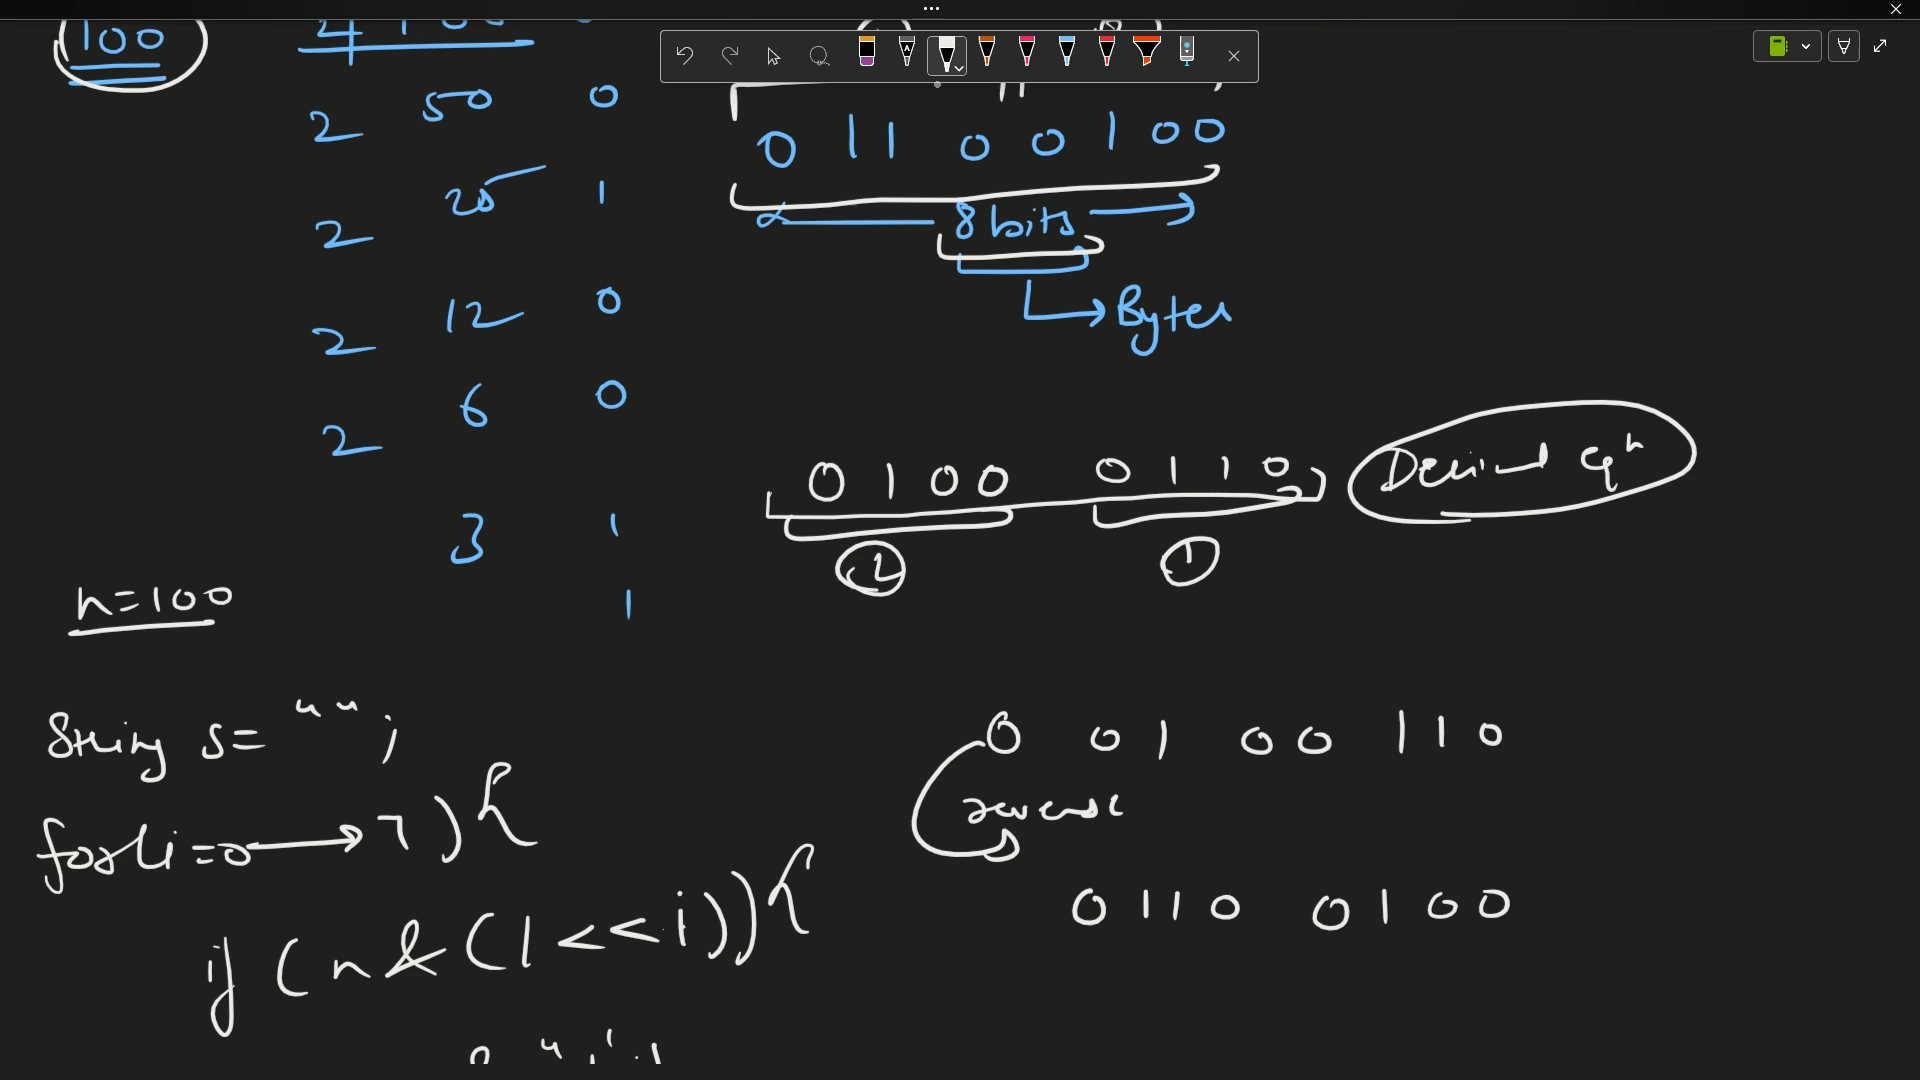 100
2 50 0
2 25 1
2 12 0
2 6 0
3 1
1
0 1 1 0 0 1 0 0
8 bits
Bytes
0 1 0 0 0 1 1 0
2 1
n=100
String s= "";
for(i=0 → 7){
if (n&(1<<i)){
0 0 1 0 0 1 1 0
reverse
0 1 1 0 0 1 0 0